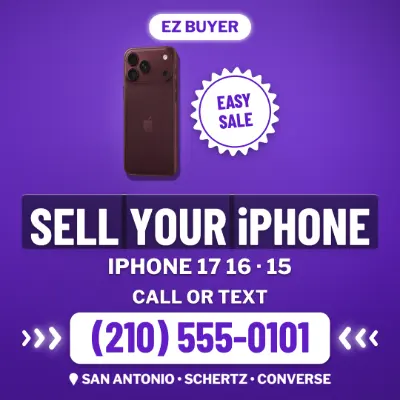 EZ BUYER
EASY
SALE
SELL YOUR iPHONE
IPHONE 17 16 · 15
CALL OR TEXT
(210) 555-0101
SAN ANTONIO • SCHERTZ • CONVERSE